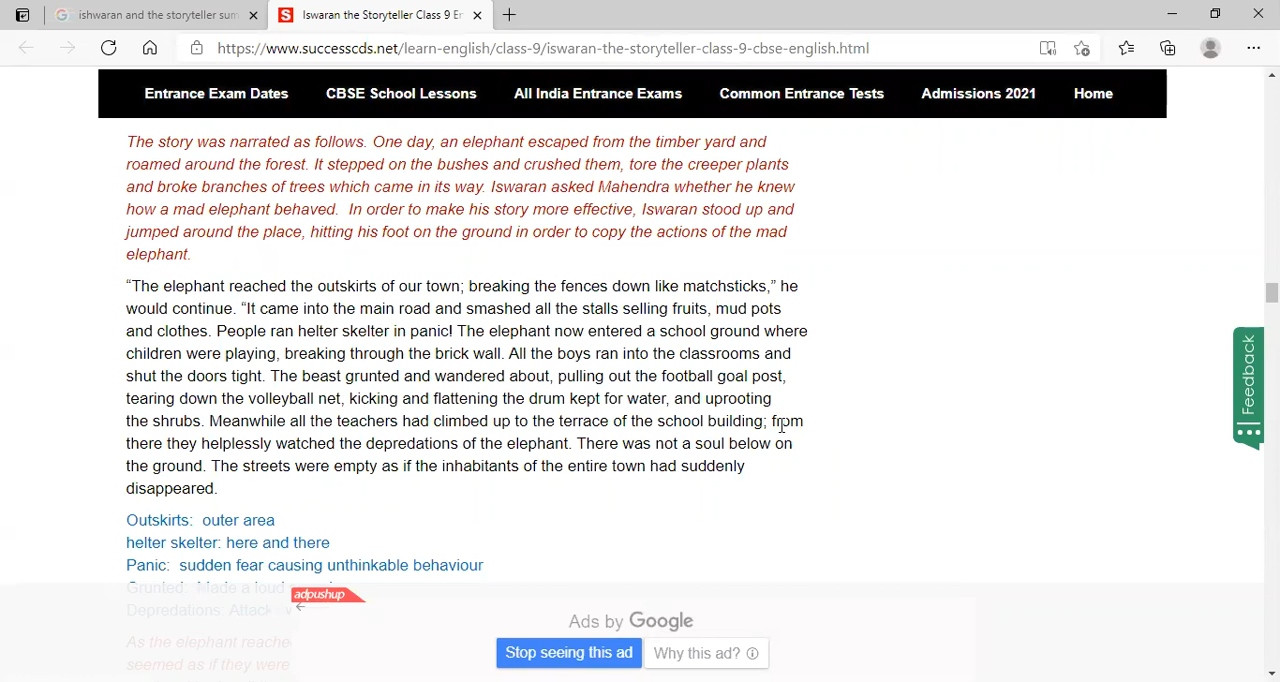 ishwaran and the storyteller sum
Iswaran the Storyteller Class 9 En
https://www.successcds.net/learn-english/class-9/iswaran-the-storyteller-class-9-cbse-english.html
Entrance Exam Dates CBSE School Lessons All India Entrance Exams Common Entrance Tests Admissions 2021 Home
The story was narrated as follows. One day, an elephant escaped from the timber yard and
roamed around the forest. It stepped on the bushes and crushed them, tore the creeper plants
and broke branches of trees which came in its way. Iswaran asked Mahendra whether he knew
how a mad elephant behaved. In order to make his story more effective, Iswaran stood up and
jumped around the place, hitting his foot on the ground in order to copy the actions of the mad
elephant.
“The elephant reached the outskirts of our town; breaking the fences down like matchsticks,” he
would continue. “It came into the main road and smashed all the stalls selling fruits, mud pots
and clothes. People ran helter skelter in panic! The elephant now entered a school ground where
children were playing, breaking through the brick wall. All the boys ran into the classrooms and
shut the doors tight. The beast grunted and wandered about, pulling out the football goal post,
tearing down the volleyball net, kicking and flattening the drum kept for water, and uprooting
the shrubs. Meanwhile all the teachers had climbed up to the terrace of the school building; from
there they helplessly watched the depredations of the elephant. There was not a soul below on
the ground. The streets were empty as if the inhabitants of the entire town had suddenly
disappeared.
Outskirts: outer area
helter skelter: here and there
Panic: sudden fear causing unthinkable behaviour
Grunted: Made a loud
Depredations: Attack
As the elephant reached
seemed as if they were
adpushup
Ads by Google
Stop seeing this ad Why this ad?
Feedback